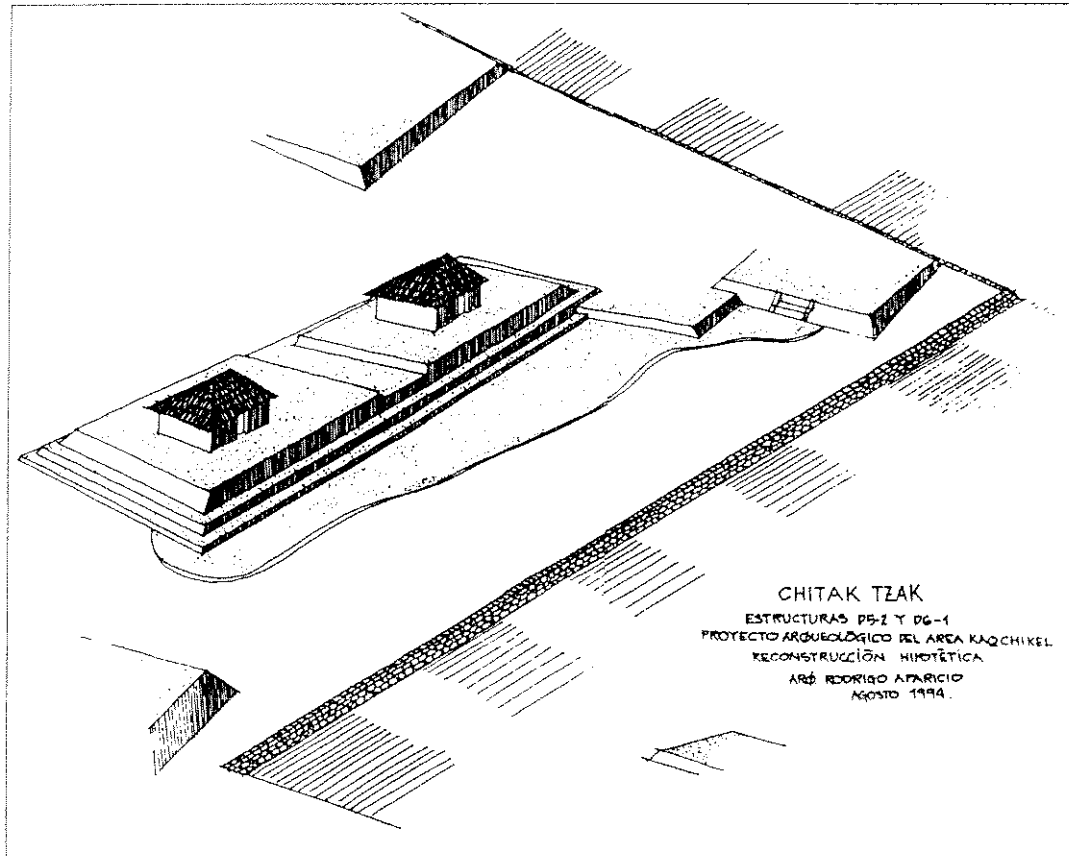 CHITAK TZAK
ESTRUCTURAS D5-2 Y D6-1
PROYECTO ARQUEOLÓGICO DEL AREA KAQCHIKEL
RECONSTRUCCIÓN HIPOTÉTICA
ARQ RODRIGO APARICIO
AGOSTO 1994.